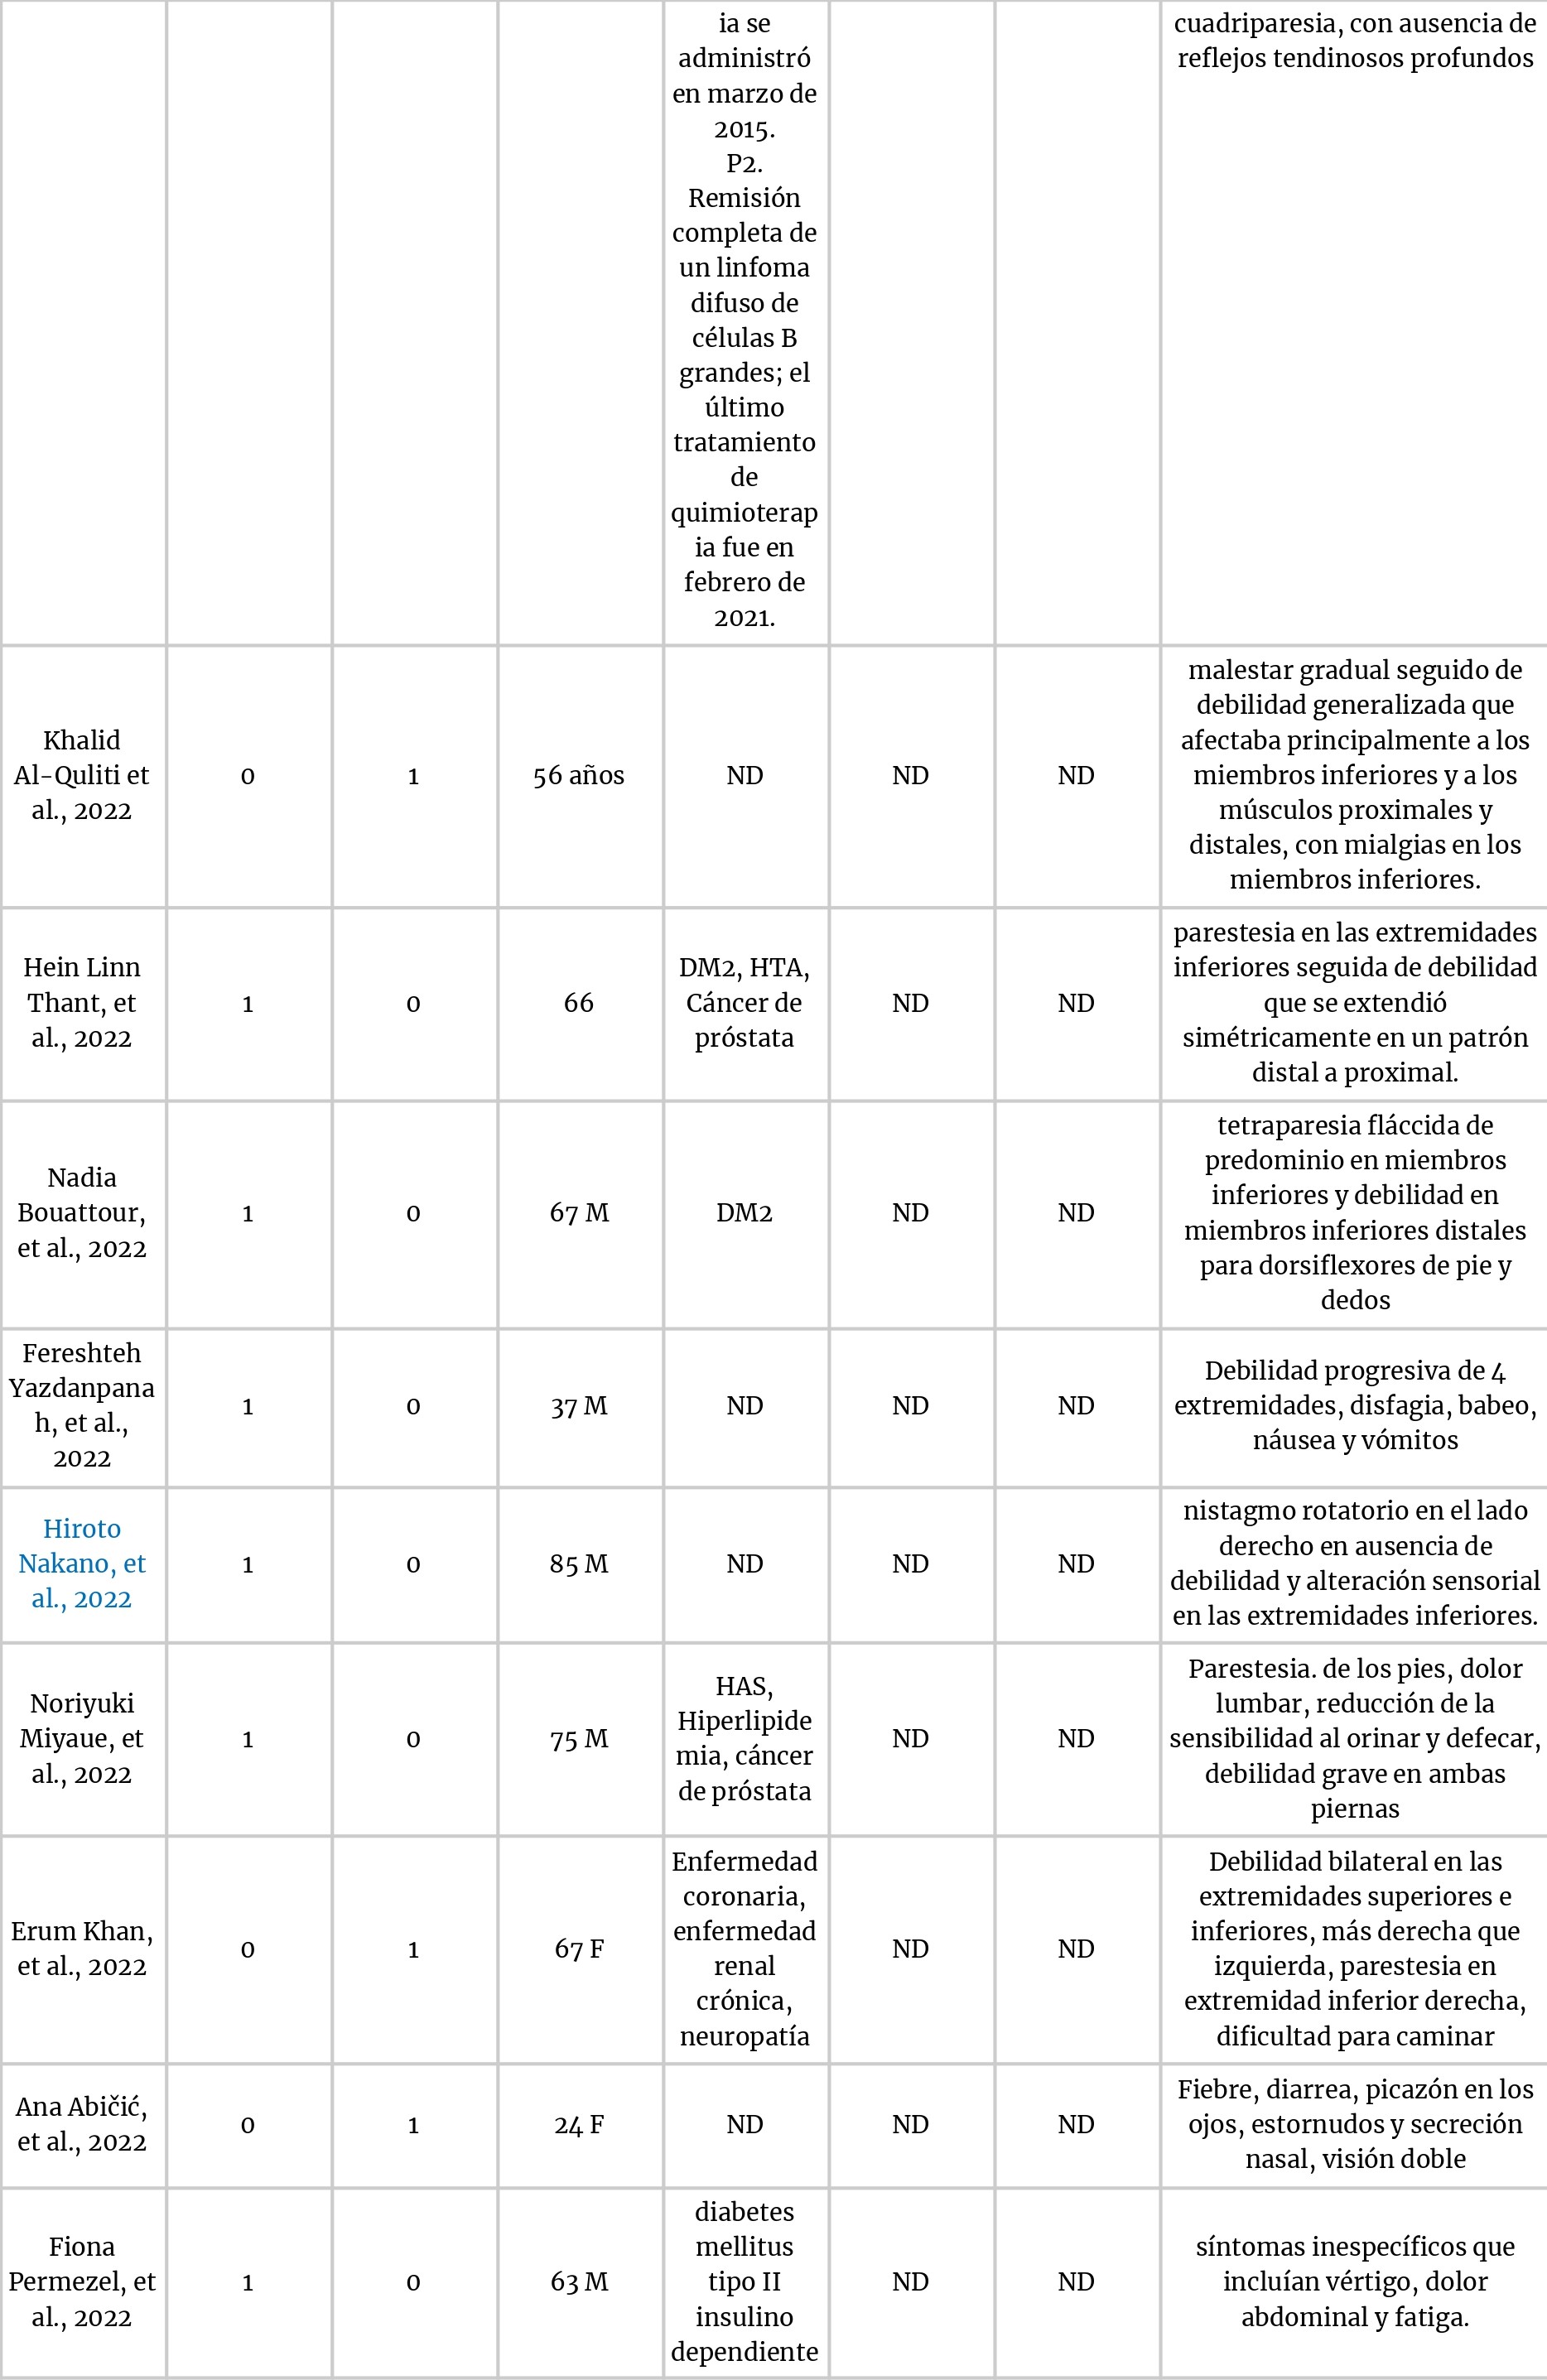 ia se
administró
en marzo de
2015.
P2.
Remisión
completa de
un linfoma
difuso de
células B
grandes; el
último
tratamiento
de
quimioterap
ia fue en
febrero de
2021.
cuadriparesia, con ausencia de
reflejos tendinosos profundos
Khalid
Al-Quliti et
al., 2022
0
1
56 años
ND
ND
ND
malestar gradual seguido de
debilidad generalizada que
afectaba principalmente a los
miembros inferiores y a los
músculos proximales y
distales, con mialgias en los
miembros inferiores.
Hein Linn
Thant, et
al., 2022
1
0
66
DM2, HTA,
Cáncer de
próstata
ND
ND
parestesia en las extremidades
inferiores seguida de debilidad
que se extendió
simétricamente en un patrón
distal a proximal.
Nadia
Bouattour,
et al., 2022
1
0
67 M
DM2
ND
ND
tetraparesia fláccida de
predominio en miembros
inferiores y debilidad en
miembros inferiores distales
para dorsiflexores de pie y
dedos
Fereshteh
Yazdanpana
h, et al.,
2022
1
0
37 M
ND
ND
ND
Debilidad progresiva de 4
extremidades, disfagia, babeo,
náusea y vómitos
Hiroto
Nakano, et
al., 2022
1
0
85 M
ND
ND
ND
nistagmo rotatorio en el lado
derecho en ausencia de
debilidad y alteración sensorial
en las extremidades inferiores.
Noriyuki
Miyaue, et
al., 2022
1
0
75 M
HAS,
Hiperlipide
mia, cáncer
de próstata
ND
ND
Parestesia. de los pies, dolor
lumbar, reducción de la
sensibilidad al orinar y defecar,
debilidad grave en ambas
piernas
Erum Khan,
et al., 2022
0
1
67 F
Enfermedad
coronaria,
enfermedad
renal
crónica,
neuropatía
ND
ND
Debilidad bilateral en las
extremidades superiores e
inferiores, más derecha que
izquierda, parestesia en
extremidad inferior derecha,
dificultad para caminar
Ana Abičić,
et al., 2022
0
1
24 F
ND
ND
ND
Fiebre, diarrea, picazón en los
ojos, estornudos y secreción
nasal, visión doble
Fiona
Permezel, et
al., 2022
1
0
63 M
diabetes
mellitus
tipo II
insulino
dependiente
ND
ND
síntomas inespecíficos que
incluían vértigo, dolor
abdominal y fatiga.